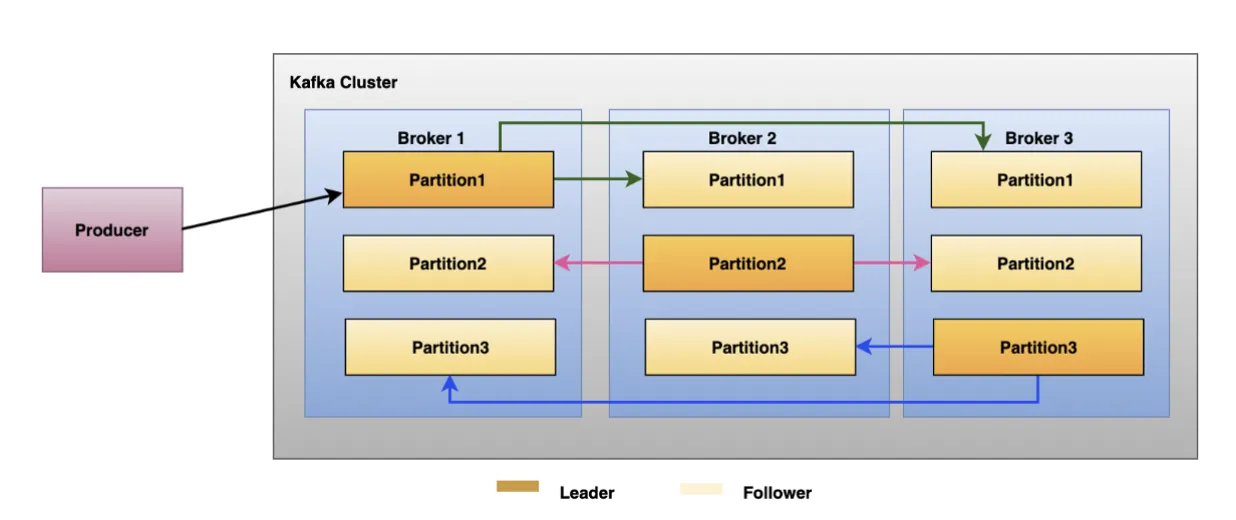 Kafka Cluster
Broker 1
Broker 2
Broker 3
Partition1
Partition1
Partition1
Producer
Partition2
Partition2
Partition2
Partition3
Partition3
Partition3
Leader
Follower